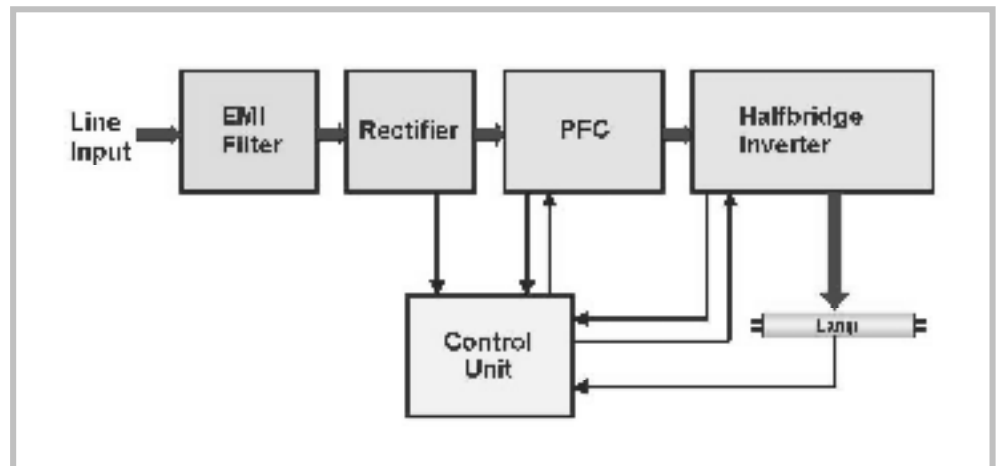 Line
Input
EMI
Filter
Rectifier
PFC
Halfbridge
Inverter
Control
Unit
Lamp